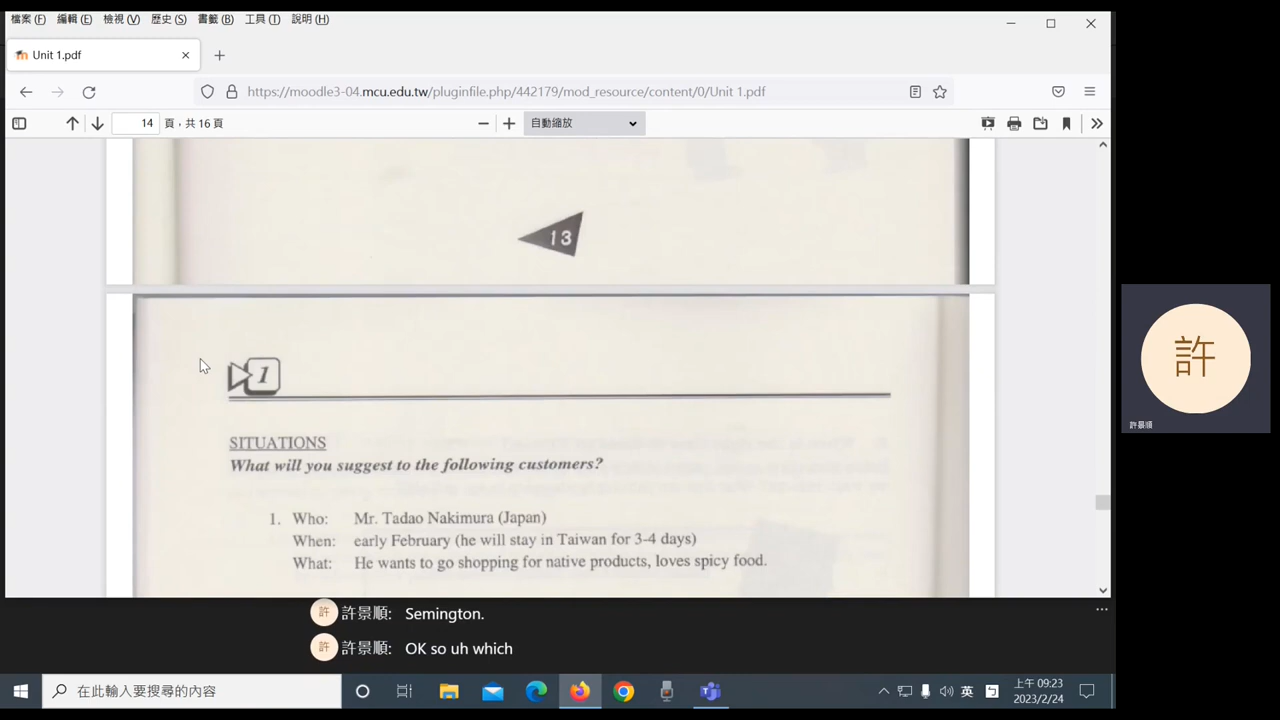 檔案 (F) 編輯 (E) 檢視 (V) 歷史 (S) 書籤 (B) 工具 (T) 說明 (H)
Unit 1.pdf
https://moodle3-04.mcu.edu.tw/pluginfile.php/442179/mod_resource/content/0/Unit 1.pdf
14 頁，共 16 頁
自動縮放
13
1
SITUATIONS
What will you suggest to the following customers?
1. Who: Mr. Tadao Nakimura (Japan)
When: early February (he will stay in Taiwan for 3-4 days)
What: He wants to go shopping for native products, loves spicy food.
許
許景順
許 許景順: Semington.
許 許景順: OK so uh which
在此輸入要搜尋的內容
英
上午 09:23
2023/2/24